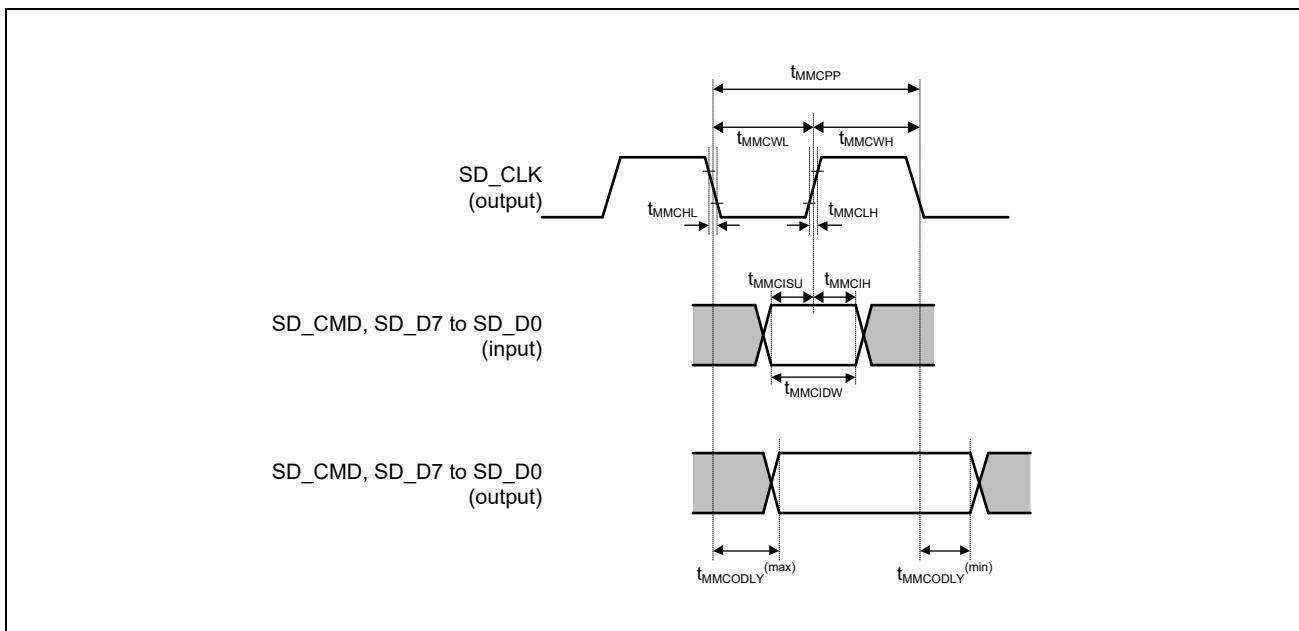 tMMCPP
tMMCWL
tMMCWH
SD_CLK
(output)
tMMCHL
tMMCLH
tMMCISU
tMMCIH
SD_CMD, SD_D7 to SD_D0
(input)
tMMCIDW
SD_CMD, SD_D7 to SD_D0
(output)
tMMCODLY(max)
tMMCODLY(min)